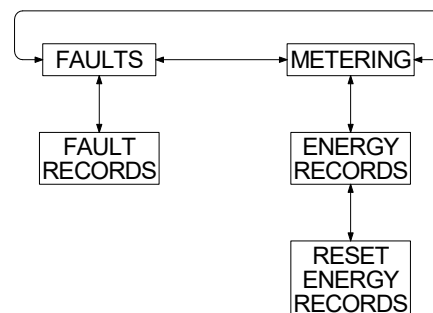 FAULTS
METERING
FAULT
RECORDS
ENERGY
RECORDS
RESET
ENERGY
RECORDS